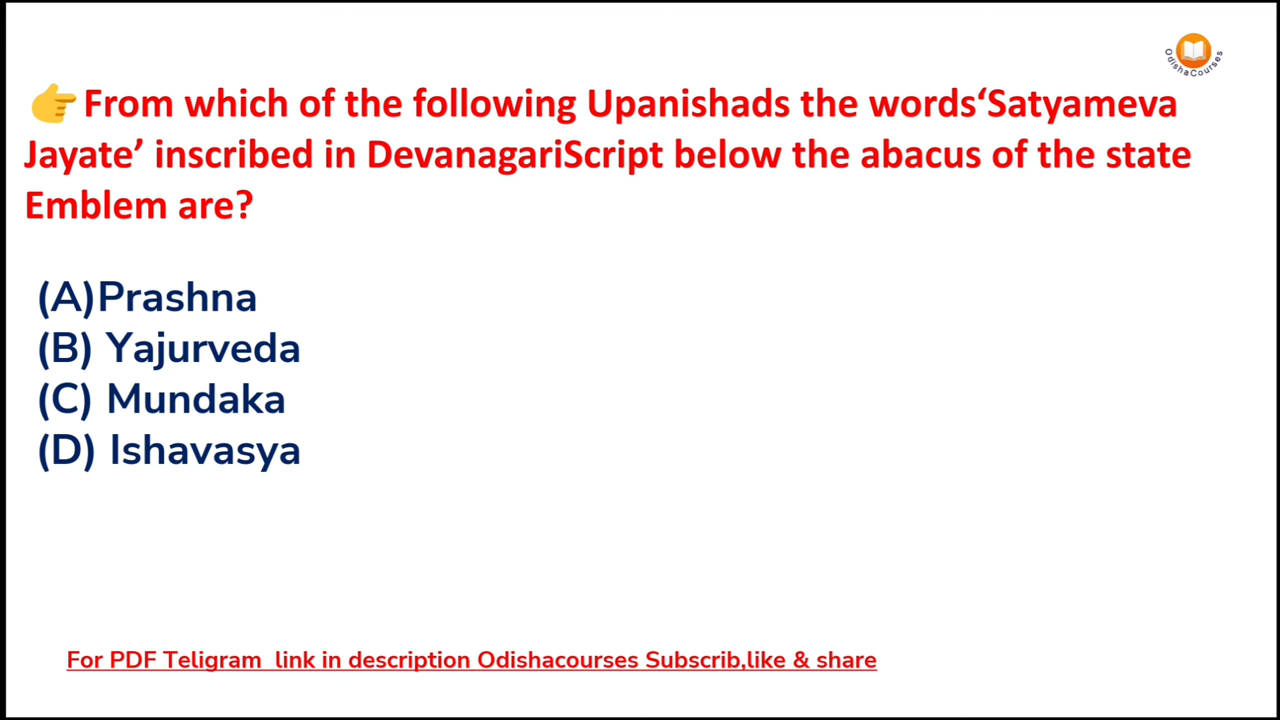 OdishaCourses
👉From which of the following Upanishads the words‘Satyameva
Jayate’ inscribed in DevanagariScript below the abacus of the state
Emblem are?
(A)Prashna
(B) Yajurveda
(C) Mundaka
(D) Ishavasya
For PDF Teligram link in description Odishacourses Subscrib,like & share